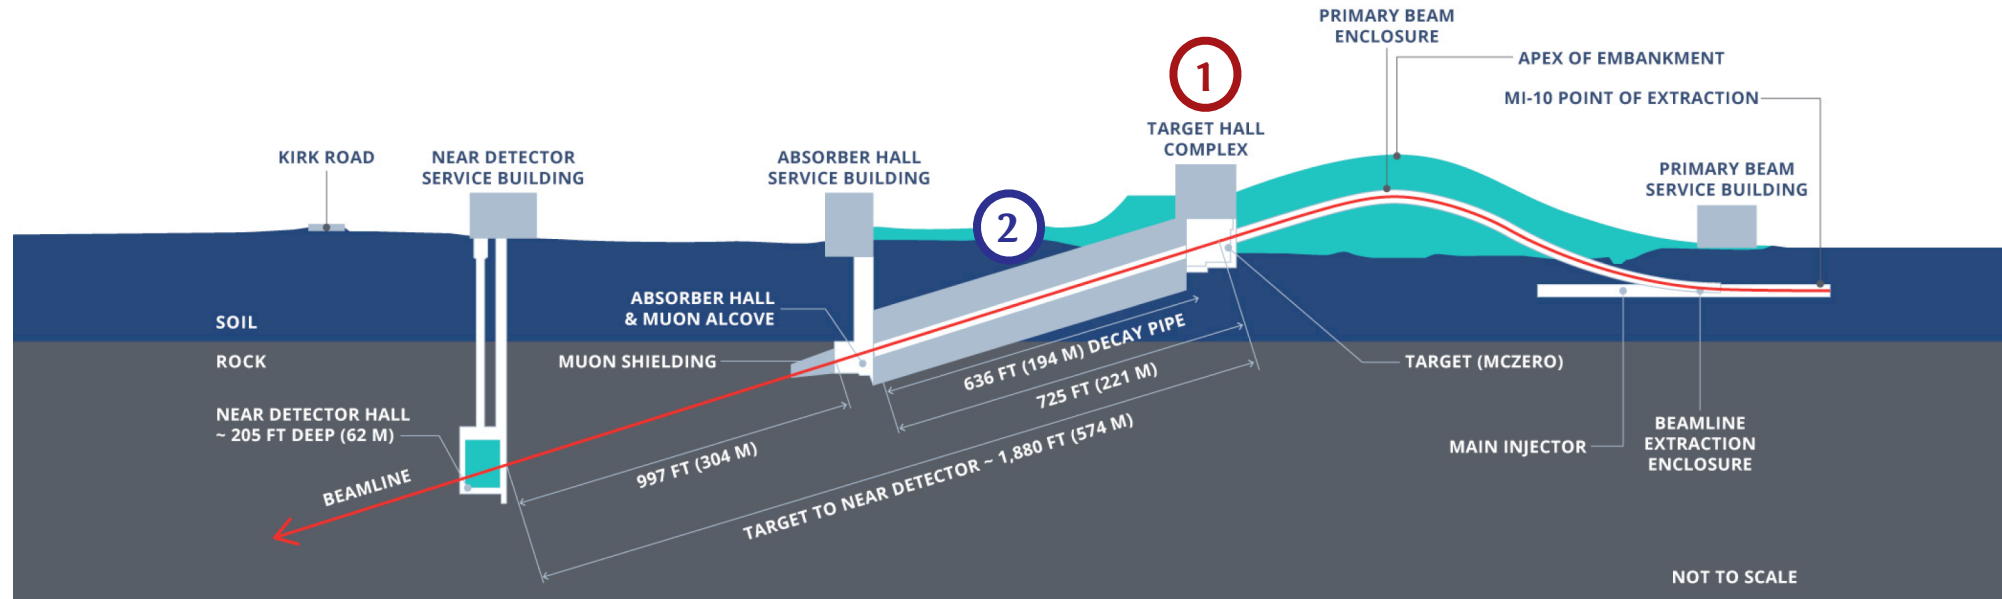 PRIMARY BEAM
ENCLOSURE
APEX OF EMBANKMENT
1
MI-10 POINT OF EXTRACTION
TARGET HALL
COMPLEX
KIRK ROAD
NEAR DETECTOR
SERVICE BUILDING
ABSORBER HALL
SERVICE BUILDING
PRIMARY BEAM
SERVICE BUILDING
2
ABSORBER HALL
& MUON ALCOVE
SOIL
ROCK
MUON SHIELDING
636 FT (194 M) DECAY PIPE
725 FT (221 M)
TARGET (MCZERO)
NEAR DETECTOR HALL
~ 205 FT DEEP (62 M)
BEAMLINE
997 FT (304 M)
TARGET TO NEAR DETECTOR ~ 1,880 FT (574 M)
MAIN INJECTOR
BEAMLINE
EXTRACTION
ENCLOSURE
NOT TO SCALE